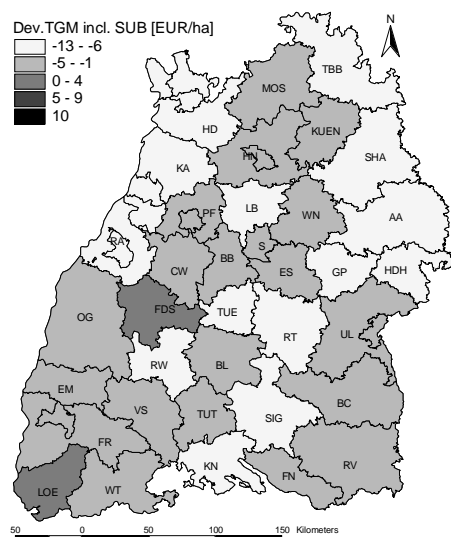 Dev.TGM incl. SUB [EUR/ha]
-13 - -6
-5 - -1
0 - 4
5 - 9
10
N
TBB
MOS
HD
KUEN
HN
KA
SHA
PF
LB
WN
AA
RA
S
CW
BB
ES
GP
HDH
OG
FDS
TUE
RT
UL
RW
BL
EM
VS
TUT
SIG
BC
FR
KN
FN
RV
LOE
WT
50 0 50 100 150 Kilometers